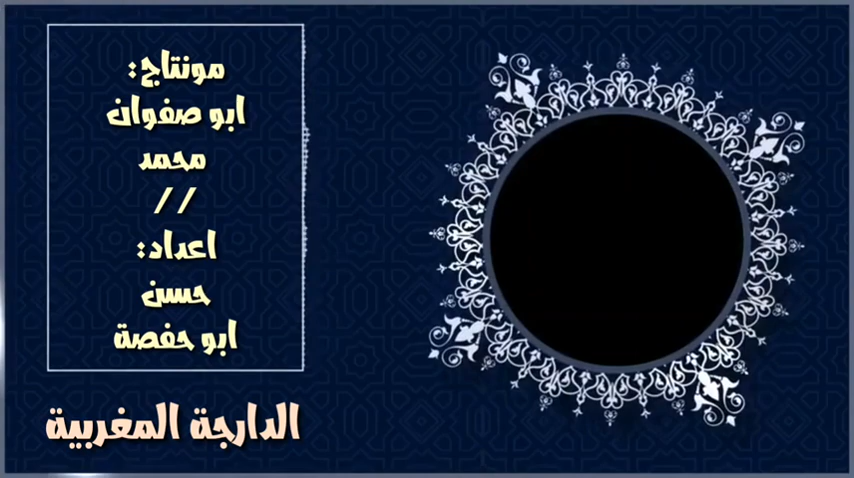 مونتاج:
ابو صفوان
محمد
//
اعداد:
حسن
ابو حفصة
الدارجة المغربية